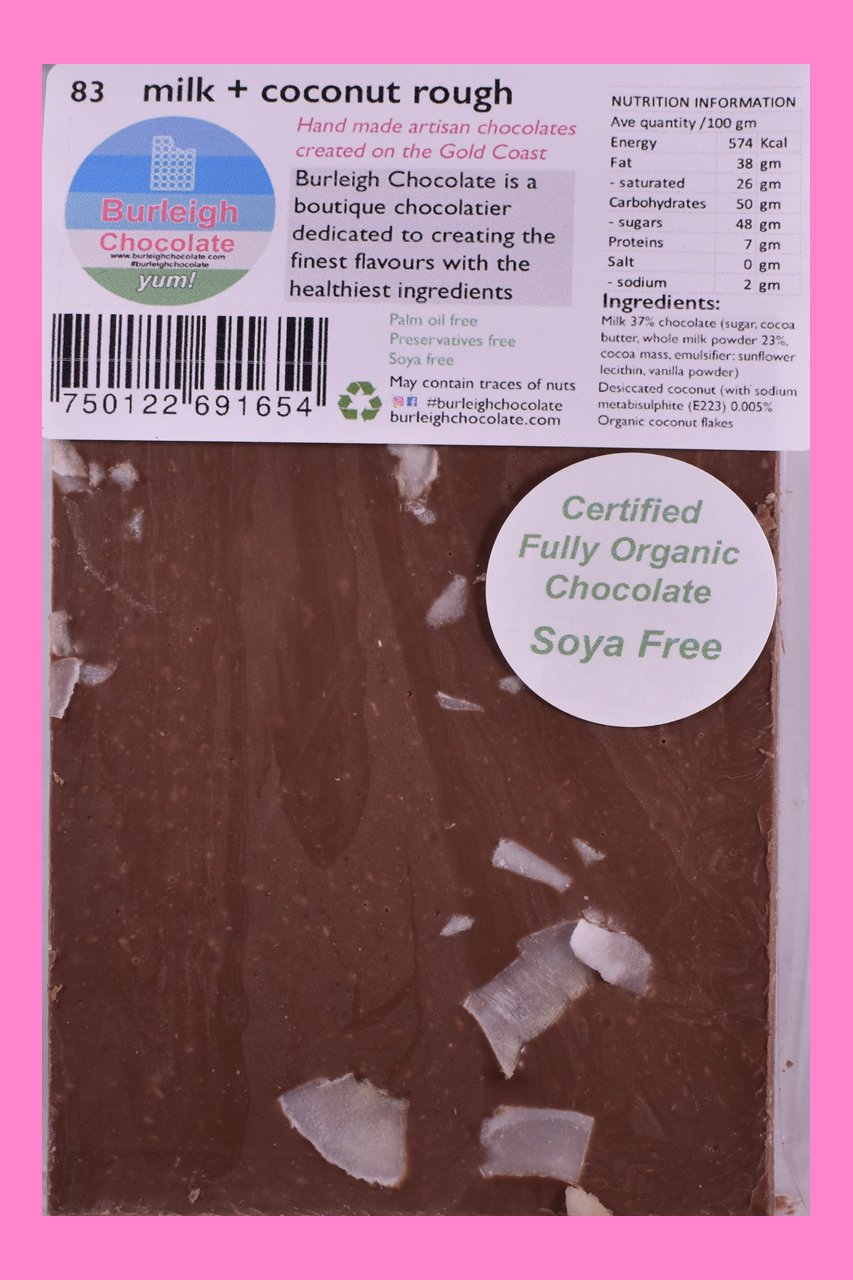 83 milk + coconut rough
Burleigh
Chocolate
www.burleighchocolate.com
#burleighchocolate
yum!
Hand made artisan chocolates
created on the Gold Coast
Burleigh Chocolate is a
boutique chocolatier
dedicated to creating the
finest flavours with the
healthiest ingredients
Palm oil free
Preservatives free
Soya free
May contain traces of nuts
#burleighchocolate
burleighchocolate.com
750122 691654
NUTRITION INFORMATION
Ave quantity /100 gm
Energy 574 Kcal
Fat 38 gm
- saturated 26 gm
Carbohydrates 50 gm
- sugars 48 gm
Proteins 7 gm
Salt 0 gm
- sodium 2 gm
Ingredients:
Milk 37% chocolate (sugar, cocoa
butter, whole milk powder 23%,
cocoa mass, emulsifier: sunflower
lecithin, vanilla powder)
Desiccated coconut (with sodium
metabisulphite (E223) 0.005%
Organic coconut flakes
Certified
Fully Organic
Chocolate
Soya Free